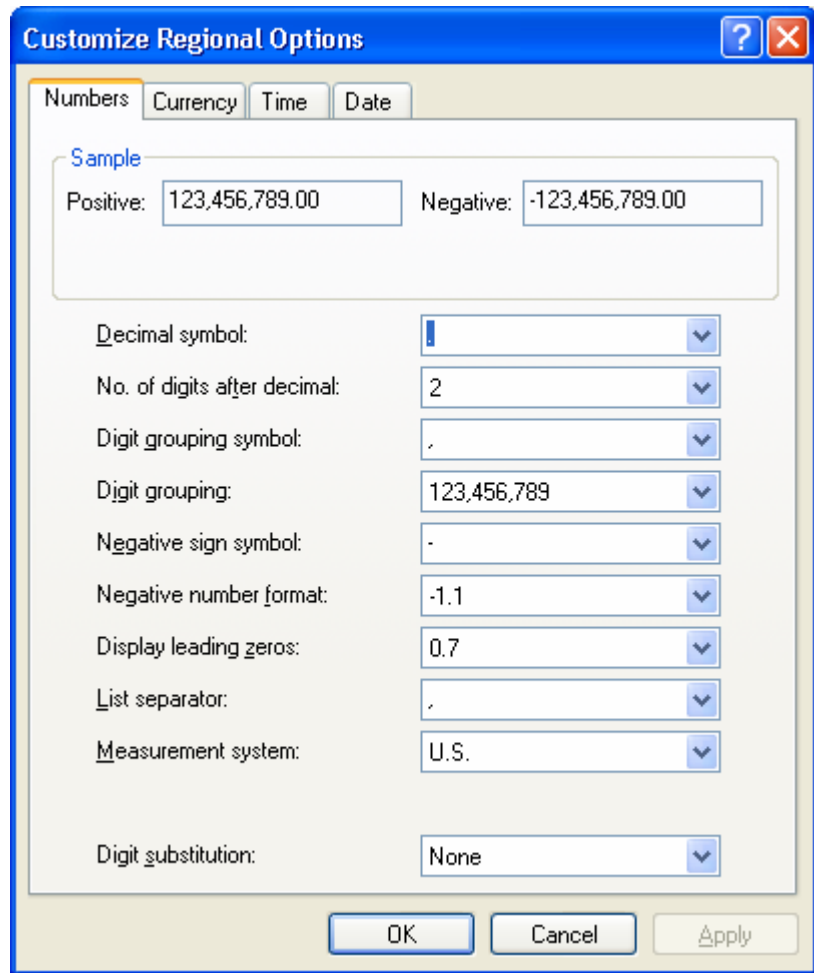 Customize Regional Options
Numbers Currency Time Date
Sample
Positive: 123,456,789.00 Negative: -123,456,789.00
Decimal symbol: .
No. of digits after decimal: 2
Digit grouping symbol: ,
Digit grouping: 123,456,789
Negative sign symbol: -
Negative number format: -1.1
Display leading zeros: 0.7
List separator: ,
Measurement system: U.S.
Digit substitution: None
OK Cancel Apply